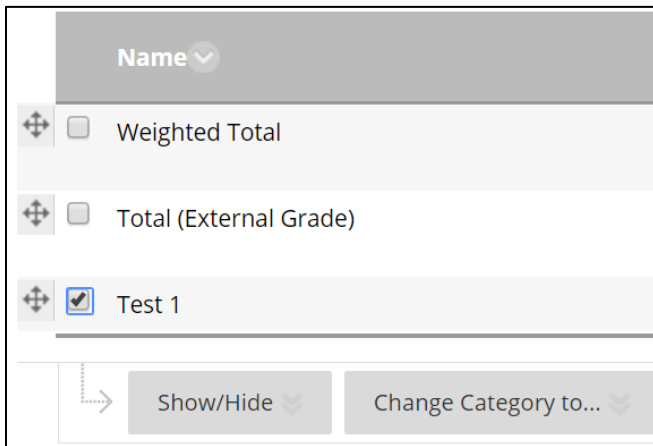 Name
Weighted Total
Total (External Grade)
Test 1
Show/Hide Change Category to...